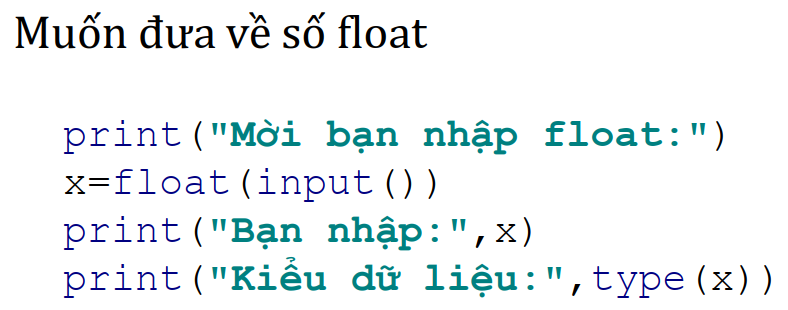 Muốn đưa về số float
print("Mời bạn nhập float:")
x=float(input())
print("Bạn nhập:",x)
print("Kiểu dữ liệu:",type(x))